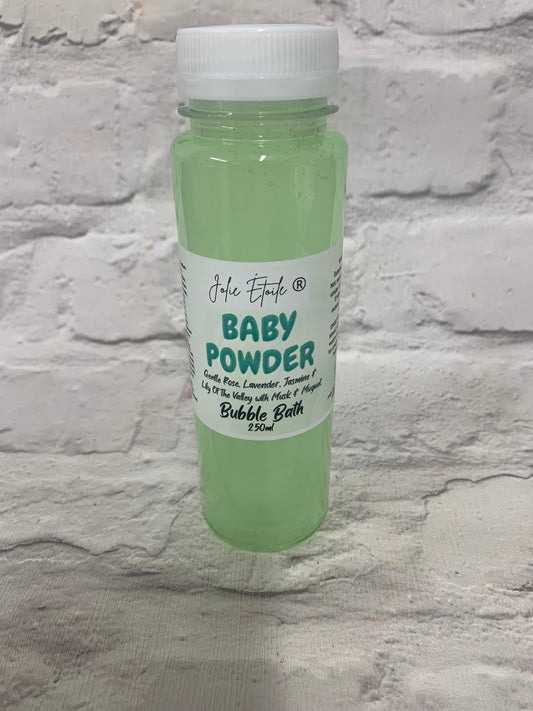 Jolie Étoile ®
BABY
POWDER
Gentle Rose, Lavender, Jasmine &
Lily Of The Valley with Musk & Muguet
Bubble Bath
250ml